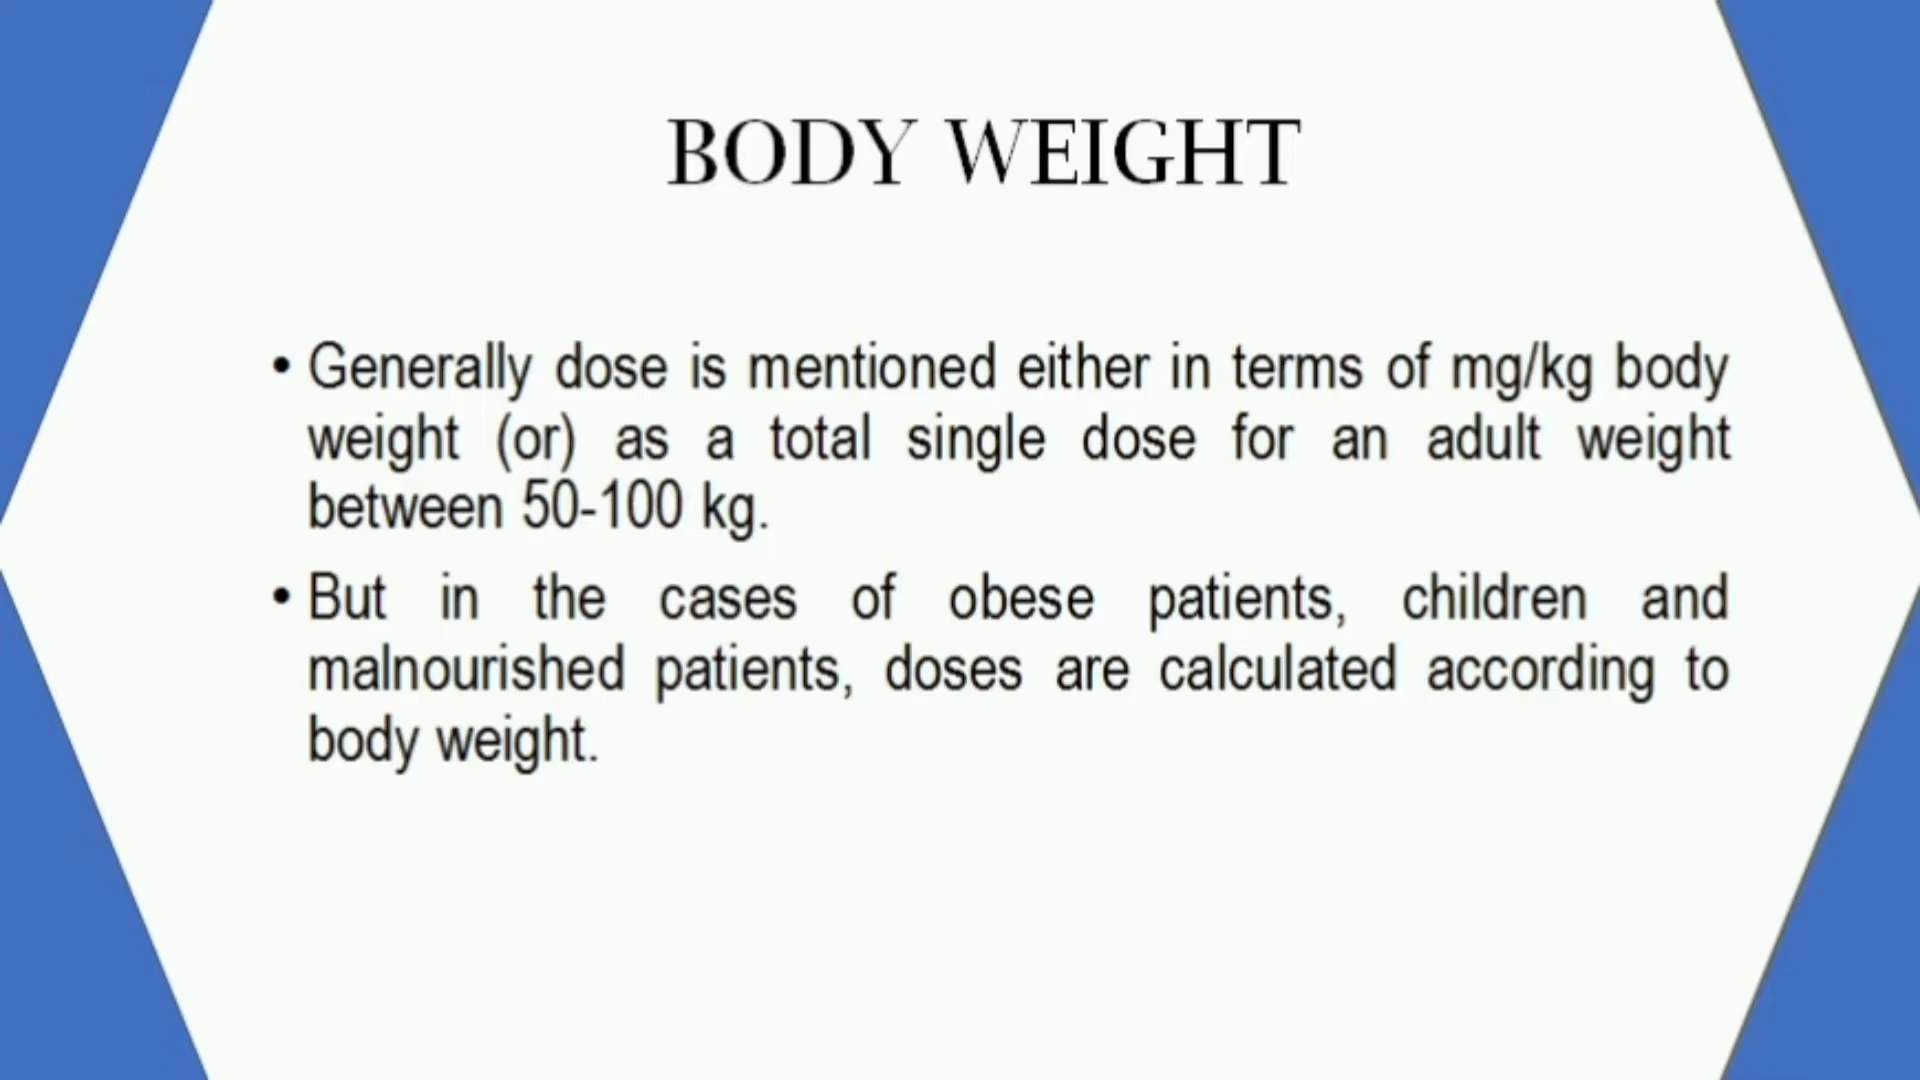 BODY WEIGHT
• Generally dose is mentioned either in terms of mg/kg body
weight (or) as a total single dose for an adult weight
between 50-100 kg.
• But in the cases of obese patients, children and
malnourished patients, doses are calculated according to
body weight.